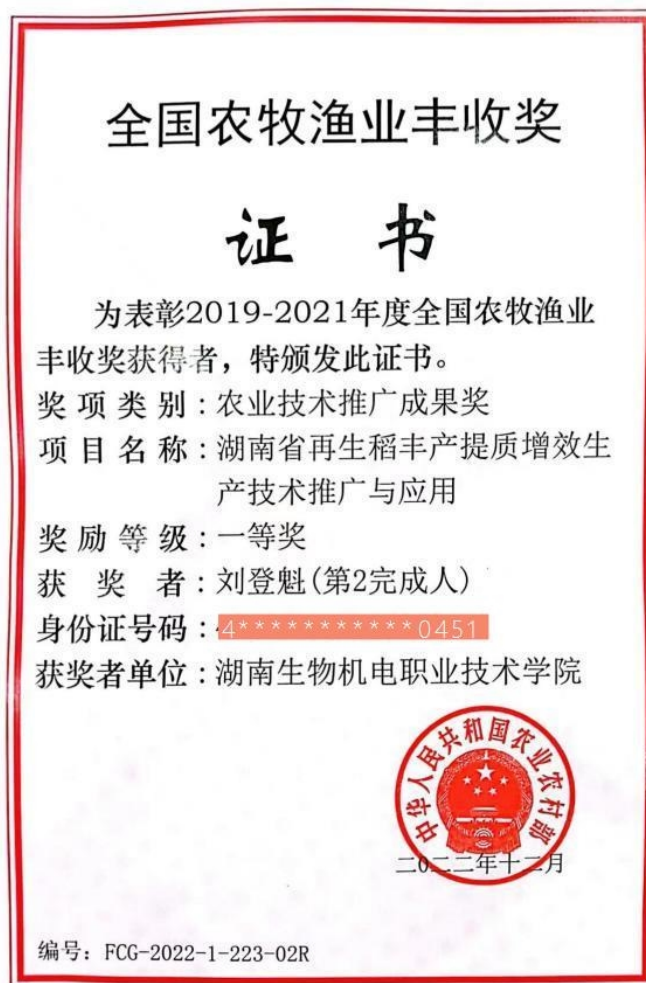 全国农牧渔业丰收奖
证 书
为表彰2019-2021年度全国农牧渔业
丰收奖获得者，特颁发此证书。
奖项类别：农业技术推广成果奖
项目名称：湖南省再生稻丰产提质增效生
产技术推广与应用
奖励等级：一等奖
获 奖 者：刘登魁(第2完成人)
身份证号码：4***********0451
获奖者单位：湖南生物机电职业技术学院
中华人民共和国农业农村部
二〇二二年十二月
编号：FCG-2022-1-223-02R